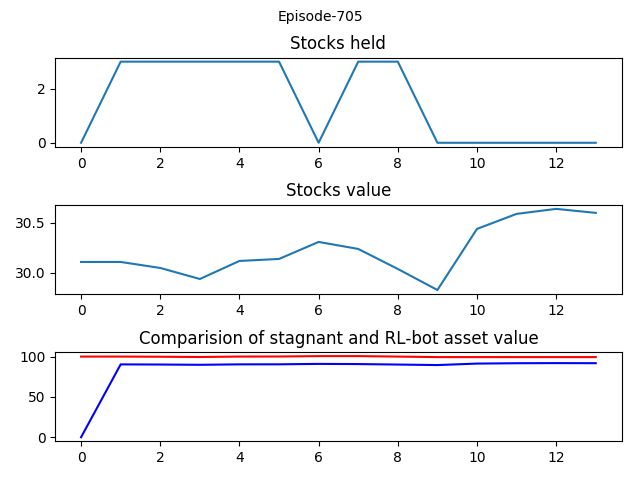 Episode-705
Stocks held
2
0
0 2 4 6 8 10 12
Stocks value
30.5
30.0
0 2 4 6 8 10 12
Comparision of stagnant and RL-bot asset value
100
50
0
0 2 4 6 8 10 12